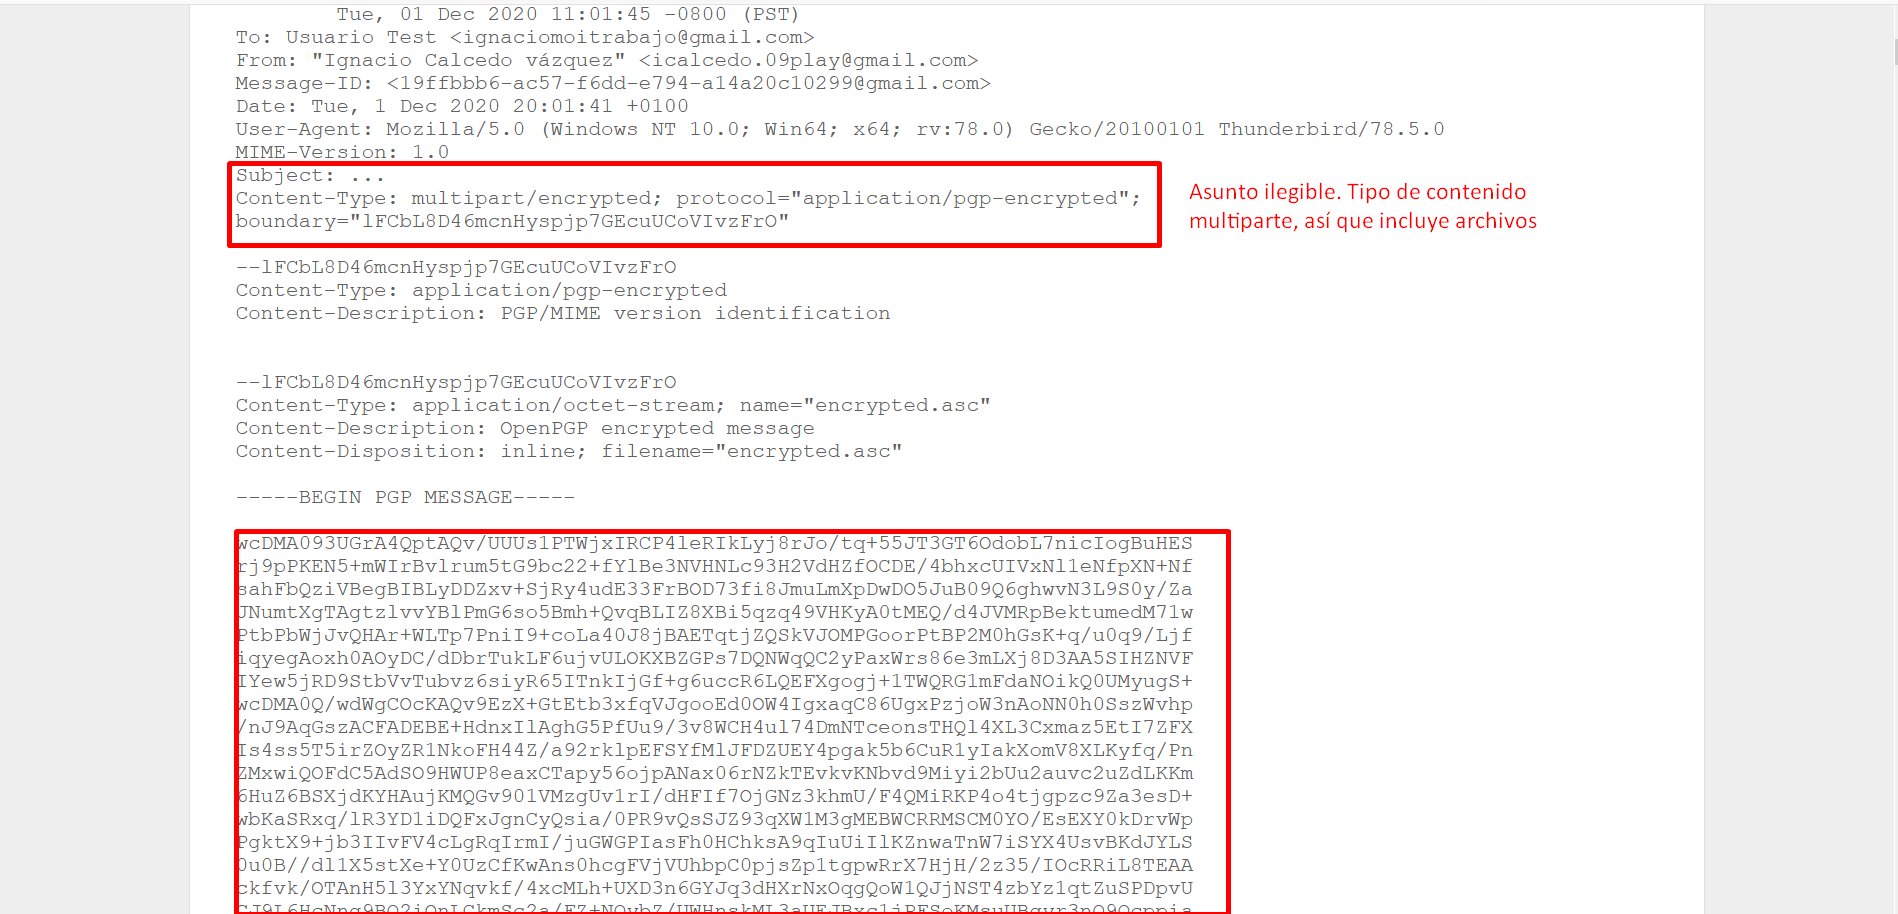 Tue, 01 Dec 2020 11:01:45 -0800 (PST)
To: Usuario Test <ignaciomoitrabajo@gmail.com>
From: "Ignacio Calcedo vázquez" <icalcedo.09play@gmail.com>
Message-ID: <19ffbbb6-ac57-f6dd-e794-a14a20c10299@gmail.com>
Date: Tue, 1 Dec 2020 20:01:41 +0100
User-Agent: Mozilla/5.0 (Windows NT 10.0; Win64; x64; rv:78.0) Gecko/20100101 Thunderbird/78.5.0
MIME-Version: 1.0
Subject: ...
Content-Type: multipart/encrypted; protocol="application/pgp-encrypted";
boundary="lFCbL8D46mcnHyspjp7GEcuUCoVIvzFrO"
Asunto ilegible. Tipo de contenido
multiparte, así que incluye archivos
--lFCbL8D46mcnHyspjp7GEcuUCoVIvzFrO
Content-Type: application/pgp-encrypted
Content-Description: PGP/MIME version identification
--lFCbL8D46mcnHyspjp7GEcuUCoVIvzFrO
Content-Type: application/octet-stream; name="encrypted.asc"
Content-Description: OpenPGP encrypted message
Content-Disposition: inline; filename="encrypted.asc"
-----BEGIN PGP MESSAGE-----
wcDMA093UGrA4QptAQv/UUUs1PTWjxIRCP4leRIkLyj8rJo/tq+55JT3GT6OdobL7nicIogBuHES
rj9pPKEN5+mWIrBvlrum5tG9bc22+fYlBe3NVHNLc93H2VdHZfOCDE/4bhxcUIVxNl1eNfpXN+Nf
sahFbQziVBegBIBLyDDZxv+SjRy4udE33FrBOD73fi8JmuLmXpDwDO5JuB09Q6ghwvN3L9S0y/Za
JNumtXgTAgtzlvvYBlPmG6so5Bmh+QvqBLIZ8XBi5qzq49VHKyA0tMEQ/d4JVMRpBektumedM71w
PtbPbWjJvQHAr+WLTp7PniI9+coLa40J8jBAETqtjZQSkVJOMPGoorPtBP2M0hGsK+q/u0q9/Ljf
iqyegAoxh0AOyDC/dDbrTukLF6ujvULOKXBZGPs7DQNWqQC2yPaxWrs86e3mLXj8D3AA5SIHZNVF
IYew5jRD9StbVvTubvz6siyR65ITnkIjGf+g6uccR6LQEFXgogj+1TWQRG1mFdaNOikQ0UMyugS+
wcDMA0Q/wdWgCOcKAQv9EzX+GtEtb3xfqVJgooEd0OW4IgxaqC86UgxPzjoW3nAoNN0h0SszWvhp
/nJ9AqGszACFADEBE+HdnxIlAghG5PfUu9/3v8WCH4ul74DmNTceonsTHQl4XL3Cxmaz5EtI7ZFX
Is4ss5T5irZOyZR1NkoFH44Z/a92rklpEFSYfMlJFDZUEY4pgak5b6CuR1yIakXomV8XLKyfq/Pn
ZMxwiQOFdC5AdSO9HWUP8eaxCTapy56ojpANax06rNZkTEvkvKNbvd9Miyi2bUu2auvc2uZdLKKm
6HuZ6BSXjdKYHAujKMQGv901VMzgUv1rI/dHFIf7OjGNz3khmU/F4QMiRKP4o4tjgpzc9Za3esD+
wbKaSRxq/lR3YD1iDQFxJgnCyQsia/0PR9vQsSJZ93qXW1M3gMEBWCRRMSCM0YO/EsEXY0kDrvWp
PgktX9+jb3IIvFV4cLgRqIrmI/juGWGPIasFh0HChksA9qIuUiIlKZnwaTnW7iSYX4UsvBKdJYLS
0u0B//dl1X5stXe+Y0UzCfKwAns0hcgFVjVUhbpC0pjsZp1tgpwRrX7HjH/2z35/IOcRRiL8TEAA
ckfvk/OTAnH5l3YxYNqvkf/4xcMLh+UXD3n6GYJq3dHXrNxOqgQoW1QJjNST4zbYz1qtZuSPDpvU